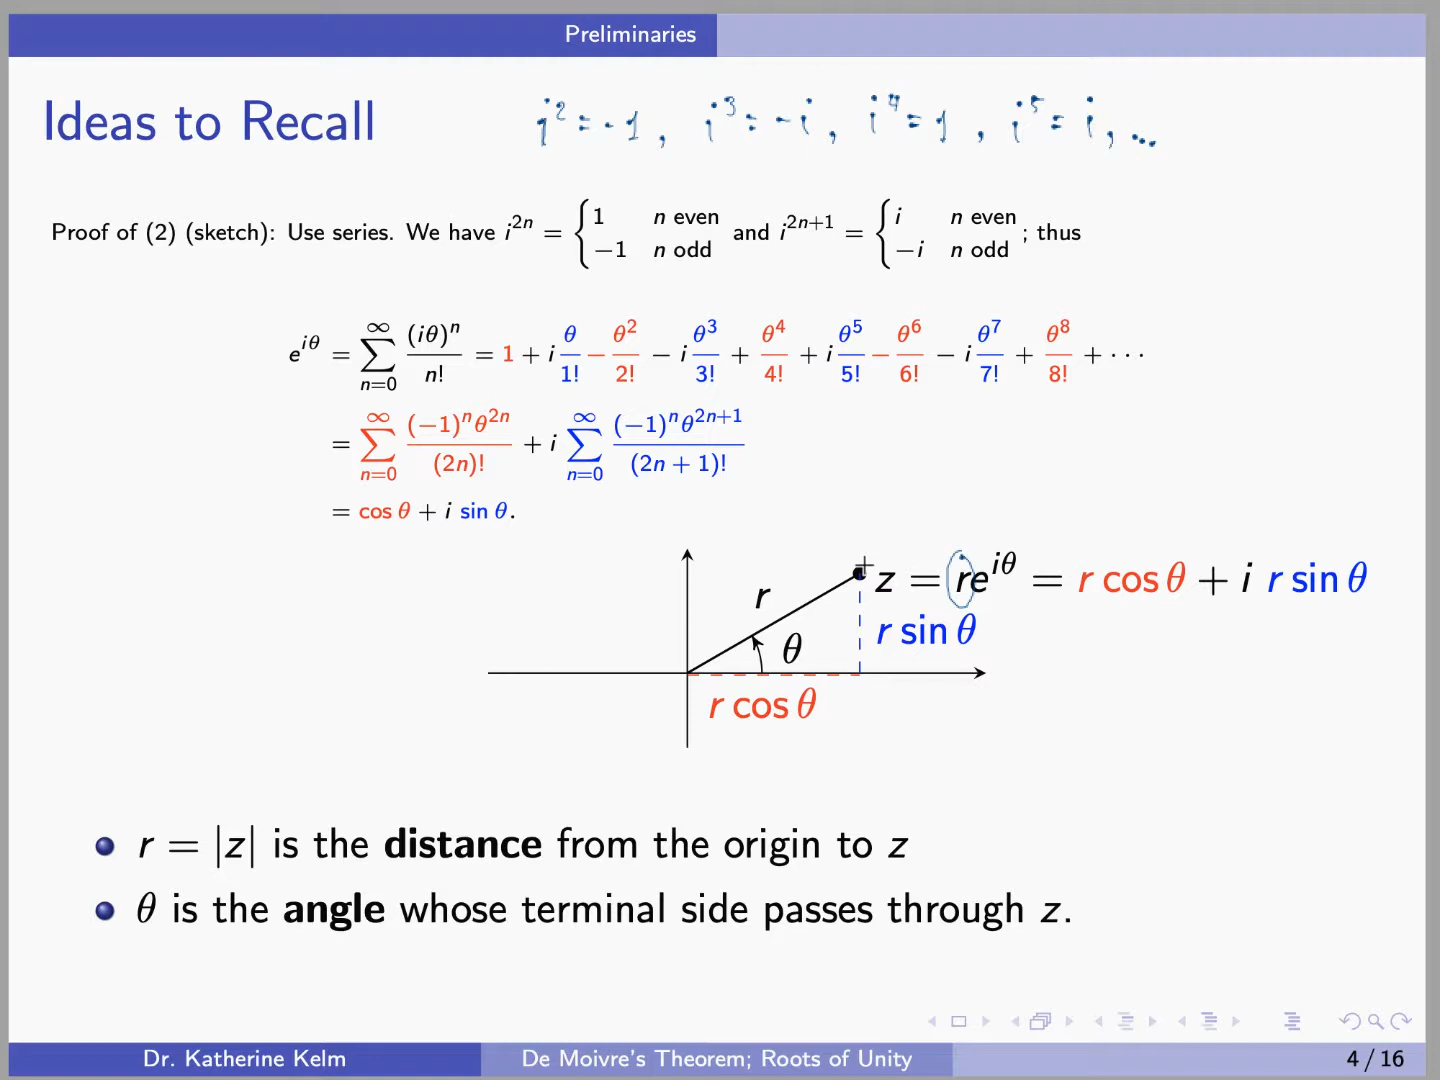 Preliminaries
Ideas to Recall
i² = -1, i³ = -i, i⁴ = 1, i⁵ = i, ...
Proof of (2) (sketch): Use series. We have i^{2n} = { 1 n even; −1 n odd and i^{2n+1} = { i n even; −i n odd ; thus
e^{iθ} = ∑_{n=0}^{∞} (iθ)^n / n! = 1 + i θ/1! − θ²/2! − i θ³/3! + θ⁴/4! + i θ⁵/5! − θ⁶/6! − i θ⁷/7! + θ⁸/8! + ···
= ∑_{n=0}^{∞} (−1)^n θ^{2n} / (2n)! + i ∑_{n=0}^{∞} (−1)^n θ^{2n+1} / (2n + 1)!
= cos θ + i sin θ.
z = re^{iθ} = r cos θ + i r sin θ
r
θ
r sin θ
r cos θ
r = |z| is the distance from the origin to z
θ is the angle whose terminal side passes through z.
Dr. Katherine Kelm
De Moivre's Theorem; Roots of Unity
4 / 16